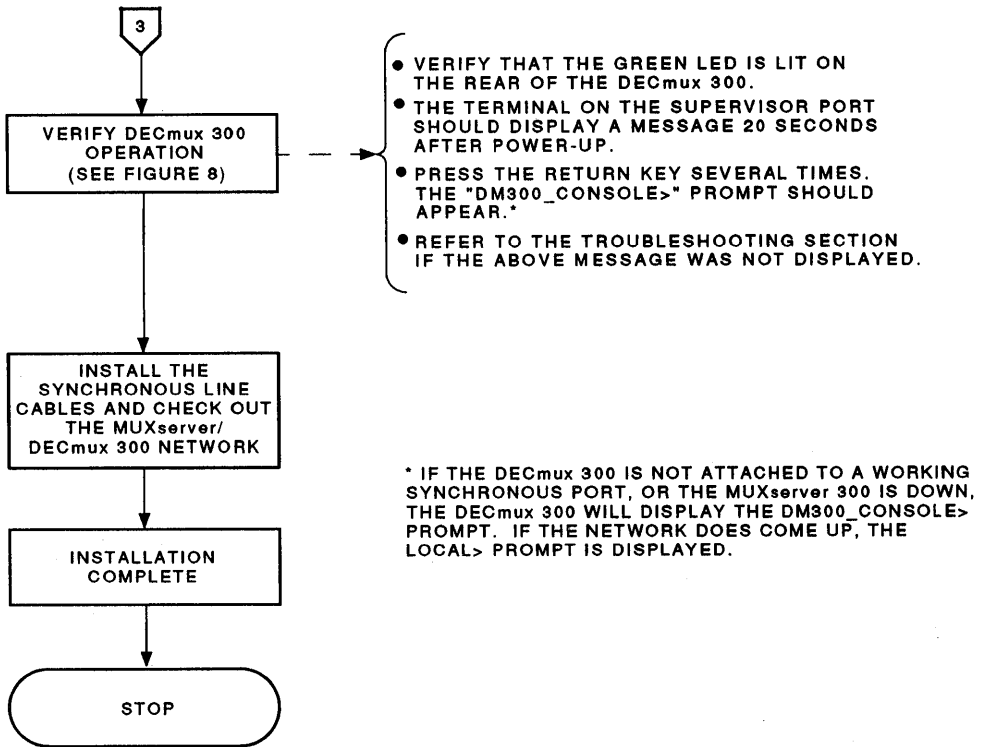 3
VERIFY DECmux 300
OPERATION
(SEE FIGURE 8)
● VERIFY THAT THE GREEN LED IS LIT ON
THE REAR OF THE DECmux 300.
● THE TERMINAL ON THE SUPERVISOR PORT
SHOULD DISPLAY A MESSAGE 20 SECONDS
AFTER POWER-UP.
● PRESS THE RETURN KEY SEVERAL TIMES.
THE "DM300_CONSOLE>" PROMPT SHOULD
APPEAR.*
● REFER TO THE TROUBLESHOOTING SECTION
IF THE ABOVE MESSAGE WAS NOT DISPLAYED.
INSTALL THE
SYNCHRONOUS LINE
CABLES AND CHECK OUT
THE MUXserver/
DECmux 300 NETWORK
* IF THE DECmux 300 IS NOT ATTACHED TO A WORKING
SYNCHRONOUS PORT, OR THE MUXserver 300 IS DOWN,
THE DECmux 300 WILL DISPLAY THE DM300_CONSOLE>
PROMPT. IF THE NETWORK DOES COME UP, THE
LOCAL> PROMPT IS DISPLAYED.
INSTALLATION
COMPLETE
STOP